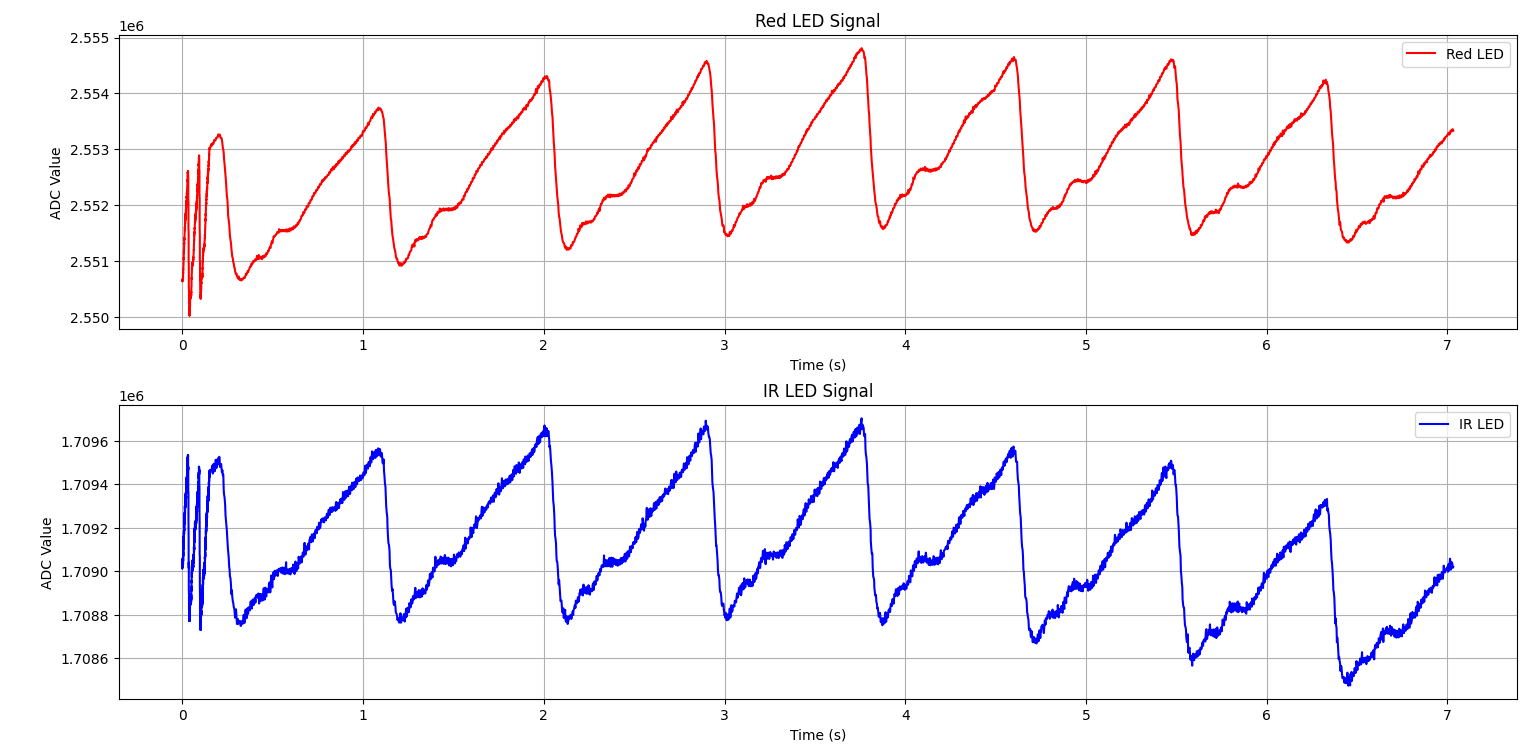 Red LED Signal
1e6
2.555
2.554
2.553
2.552
2.551
2.550
ADC Value
Red LED
0 1 2 3 4 5 6 7
Time (s)
IR LED Signal
1e6
1.7096
1.7094
1.7092
1.7090
1.7088
1.7086
ADC Value
IR LED
0 1 2 3 4 5 6 7
Time (s)